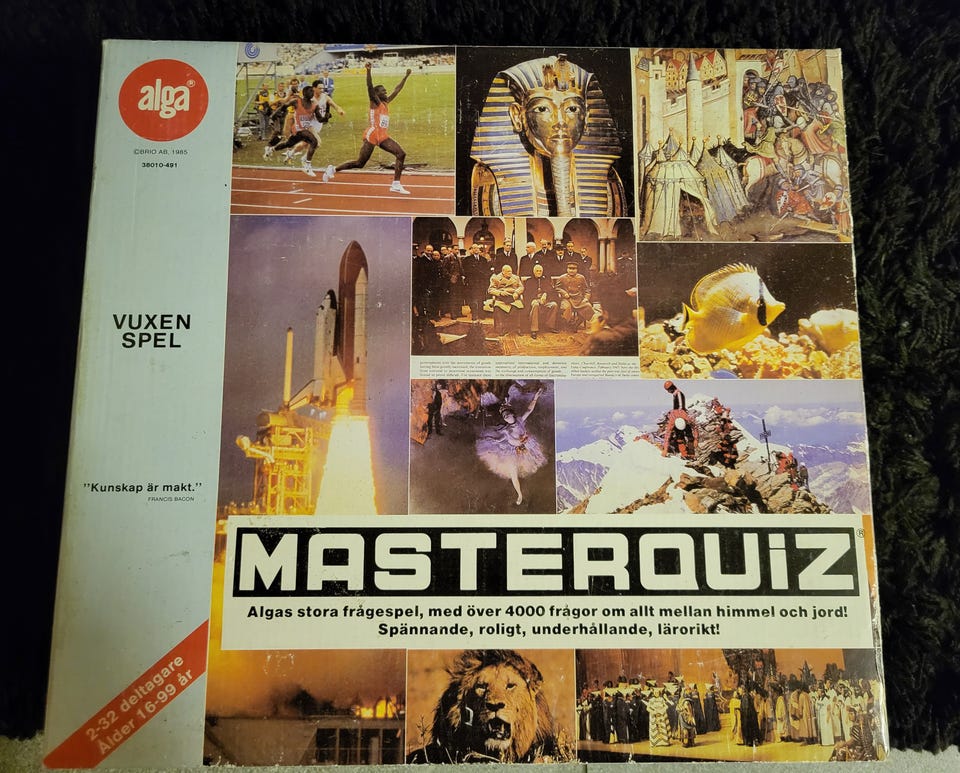 alga®
©BRIO AB, 1985
38010-491
VUXEN
SPEL
"Kunskap är makt."
FRANCIS BACON
MASTERQUIZ®
Algas stora frågespel, med över 4000 frågor om allt mellan himmel och jord!
Spännande, roligt, underhållande, lärorikt!
2-32 deltagare
Ålder 16-99 år